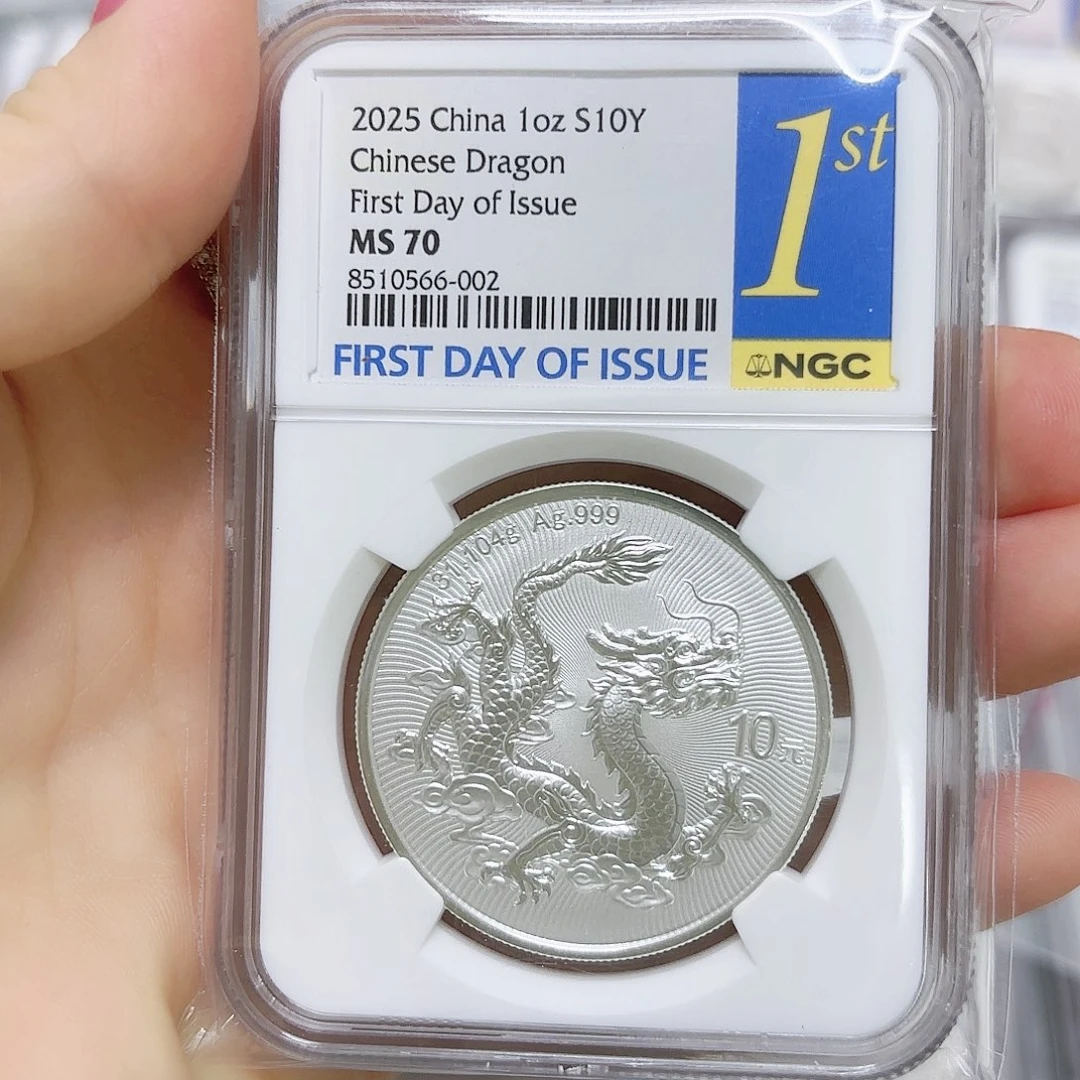 2025 China 1oz S10Y
Chinese Dragon
First Day of Issue
MS 70
8510566-002
FIRST DAY OF ISSUE
1st
NGC
31.104g Ag.999
10元